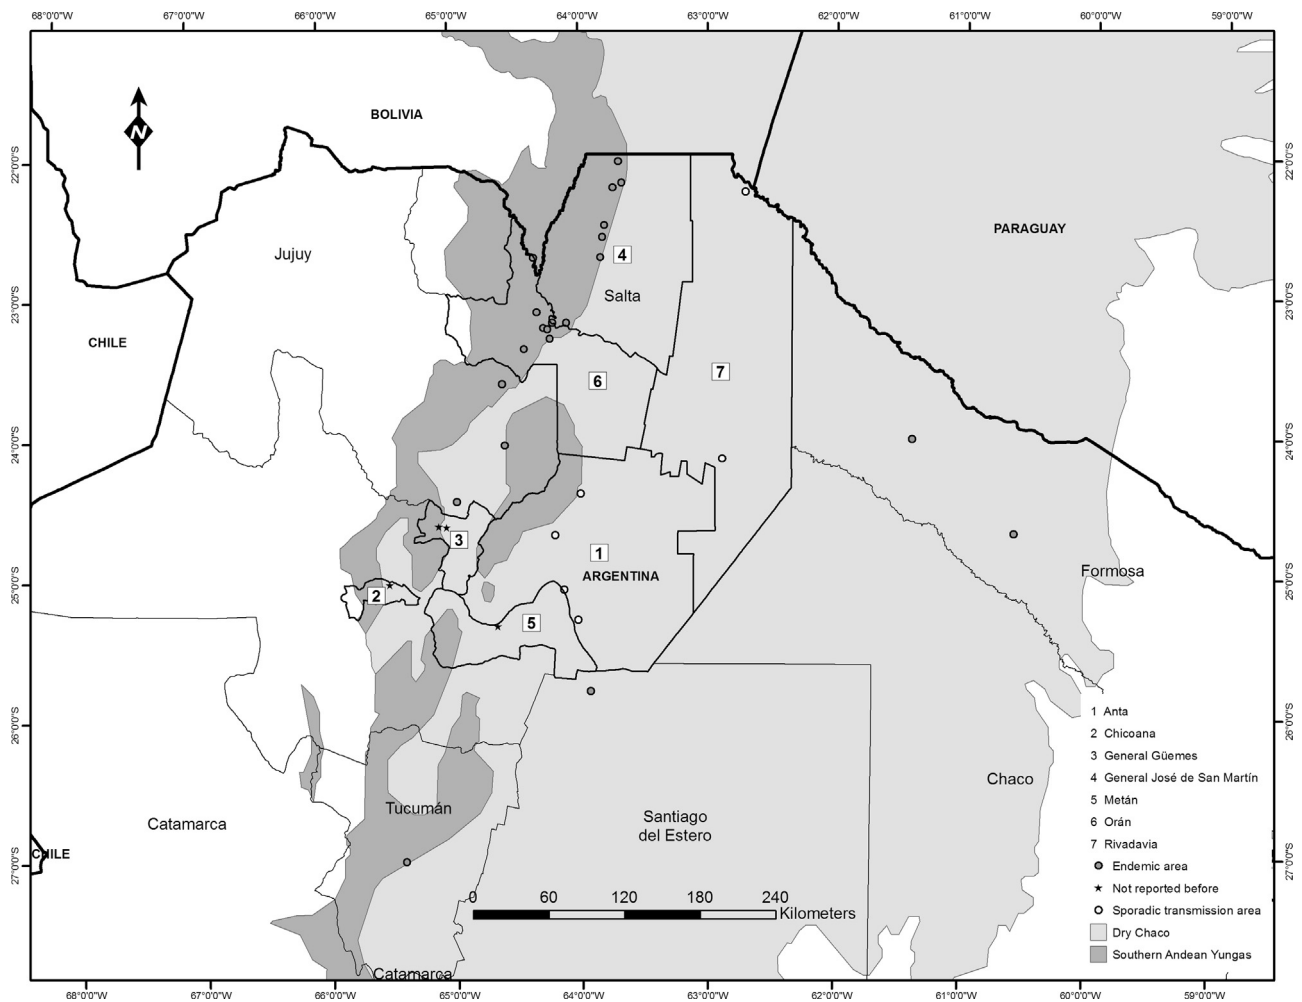 68°0'0"W 67°0'0"W 66°0'0"W 65°0'0"W 64°0'0"W 63°0'0"W 62°0'0"W 61°0'0"W 60°0'0"W 59°0'0"W
N
BOLIVIA
22°0'0"S 22°0'0"S
PARAGUAY
Jujuy
4
Salta
23°0'0"S 23°0'0"S
CHILE
7
6
24°0'0"S 24°0'0"S
3
1
ARGENTINA
Formosa
25°0'0"S 25°0'0"S
2
5
26°0'0"S 26°0'0"S
1 Anta
2 Chicoana
3 General Güemes
4 General José de San Martín
5 Metán
6 Orán
7 Rivadavia
Endemic area
Not reported before
Sporadic transmission area
Dry Chaco
Southern Andean Yungas
Chaco
Tucumán
Catamarca
Santiago
del Estero
CHILE
27°0'0"S 27°0'0"S
0 60 120 180 240
Kilometers
Catamarca
68°0'0"W 67°0'0"W 66°0'0"W 65°0'0"W 64°0'0"W 63°0'0"W 62°0'0"W 61°0'0"W 60°0'0"W 59°0'0"W